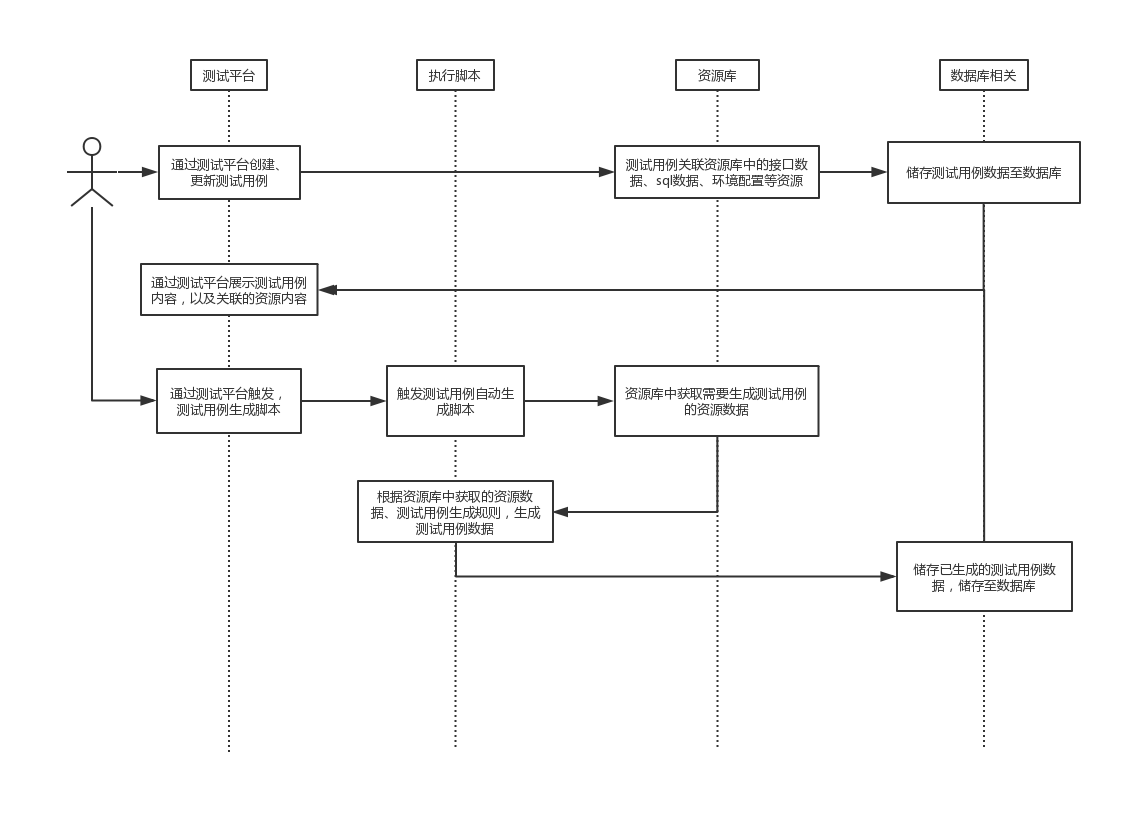 测试平台
执行脚本
资源库
数据库相关
通过测试平台创建、
更新测试用例
测试用例关联资源库中的接口数
据、sql数据、环境配置等资源
储存测试用例数据至数据库
通过测试平台展示测试用例
内容，以及关联的资源内容
通过测试平台触发，
测试用例生成脚本
触发测试用例自动生
成脚本
资源库中获取需要生成测试用例
的资源数据
根据资源库中获取的资源数
据、测试用例生成规则，生成
测试用例数据
储存已生成的测试用例数
据，储存至数据库